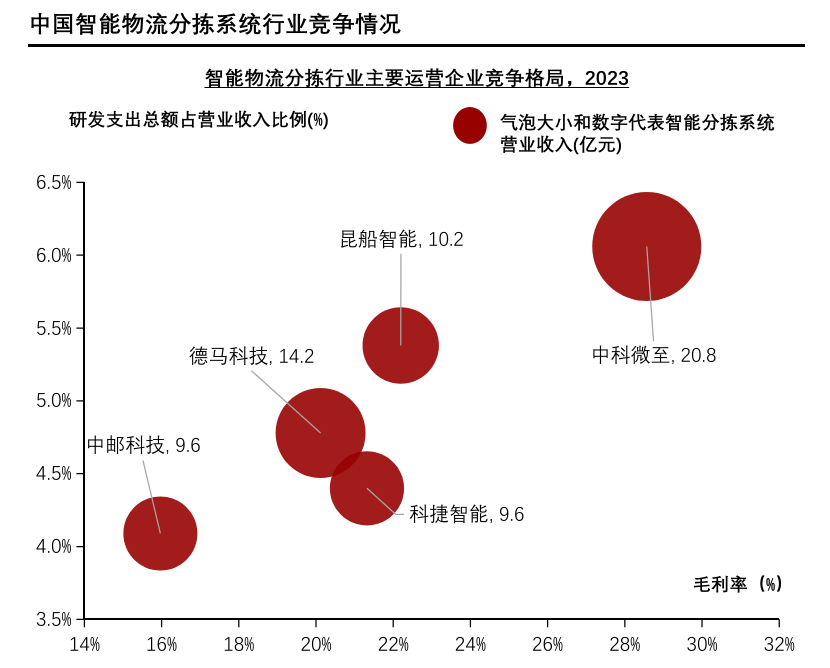 中国智能物流分拣系统行业竞争情况
智能物流分拣行业主要运营企业竞争格局，2023
研发支出总额占营业收入比例(%)
气泡大小和数字代表智能分拣系统
营业收入(亿元)
6.5%
6.0%
5.5%
5.0%
4.5%
4.0%
3.5%
昆船智能, 10.2
中科微至, 20.8
德马科技, 14.2
中邮科技, 9.6
科捷智能, 9.6
毛利率（%）
14%
16%
18%
20%
22%
24%
26%
28%
30%
32%